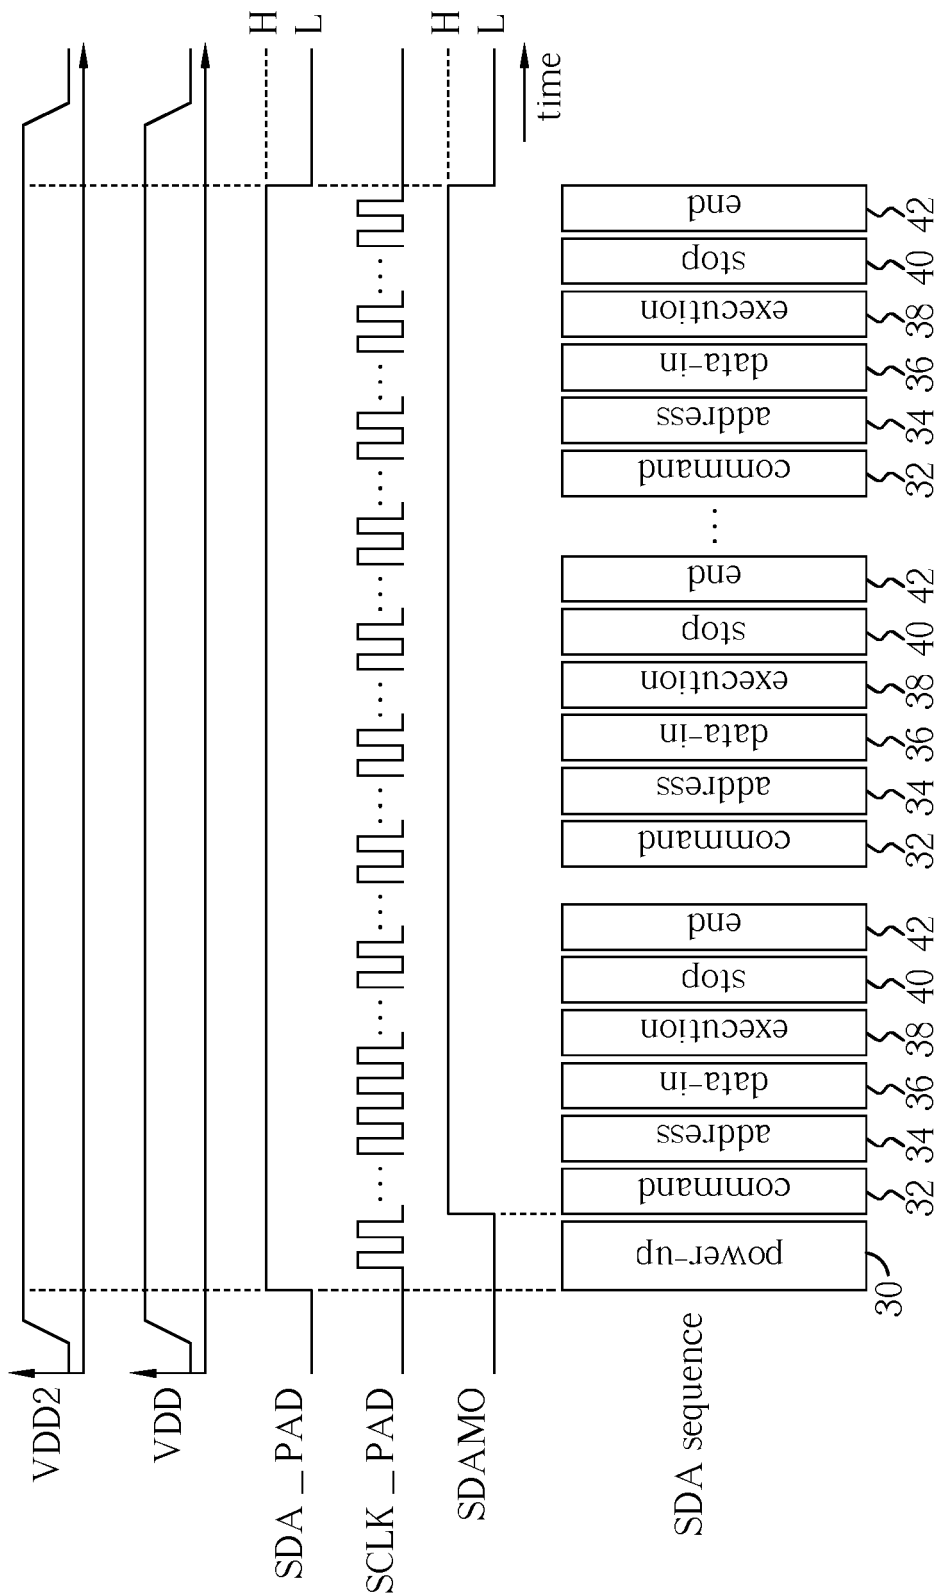 VDD2
VDD
SDA_PAD
H
L
SCLK_PAD
SDAMO
H
L
time
SDA sequence
power-up
command
address
data-in
execution
stop
end
command
address
data-in
execution
stop
end
...
command
address
data-in
execution
stop
end
30
32
34
36
38
40
42
32
34
36
38
40
42
32
34
36
38
40
42